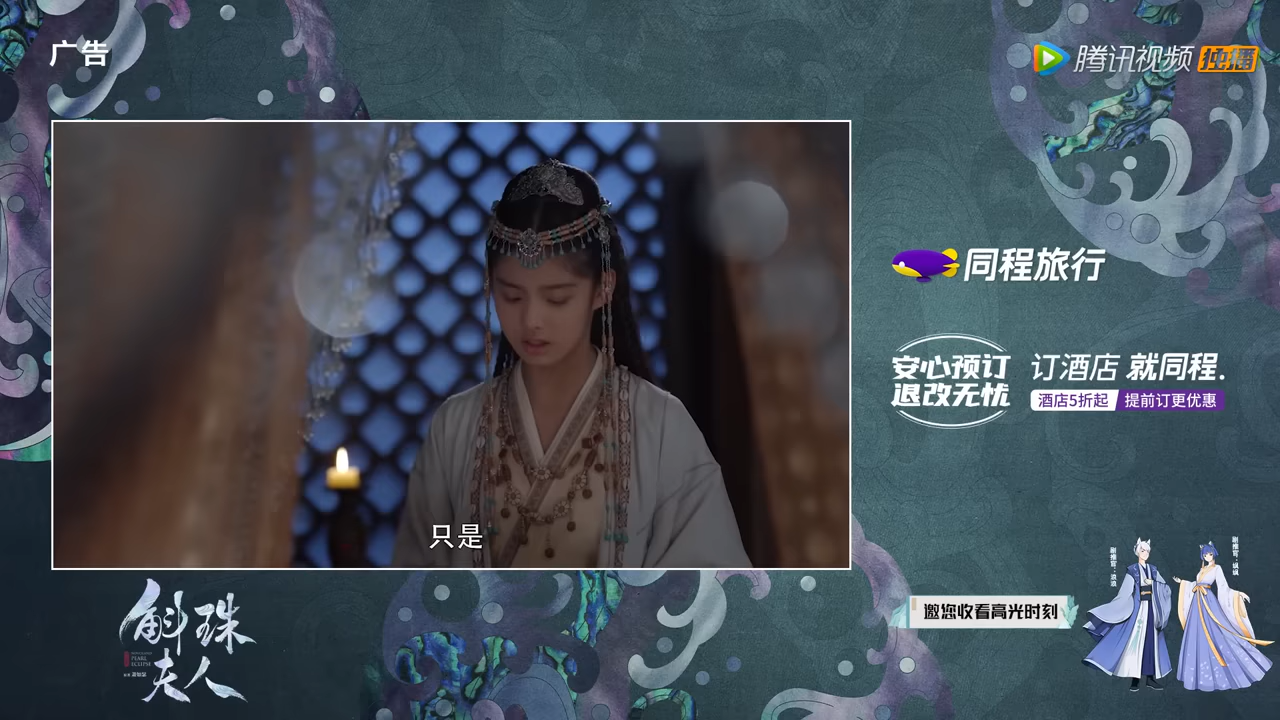 广告
腾讯视频 独播
同程旅行
安心预订
退改无忧
订酒店 就同程.
酒店5折起 提前订更优惠
只是
邀您收看高光时刻
斛珠
夫人
PEARL
ECLIPSE